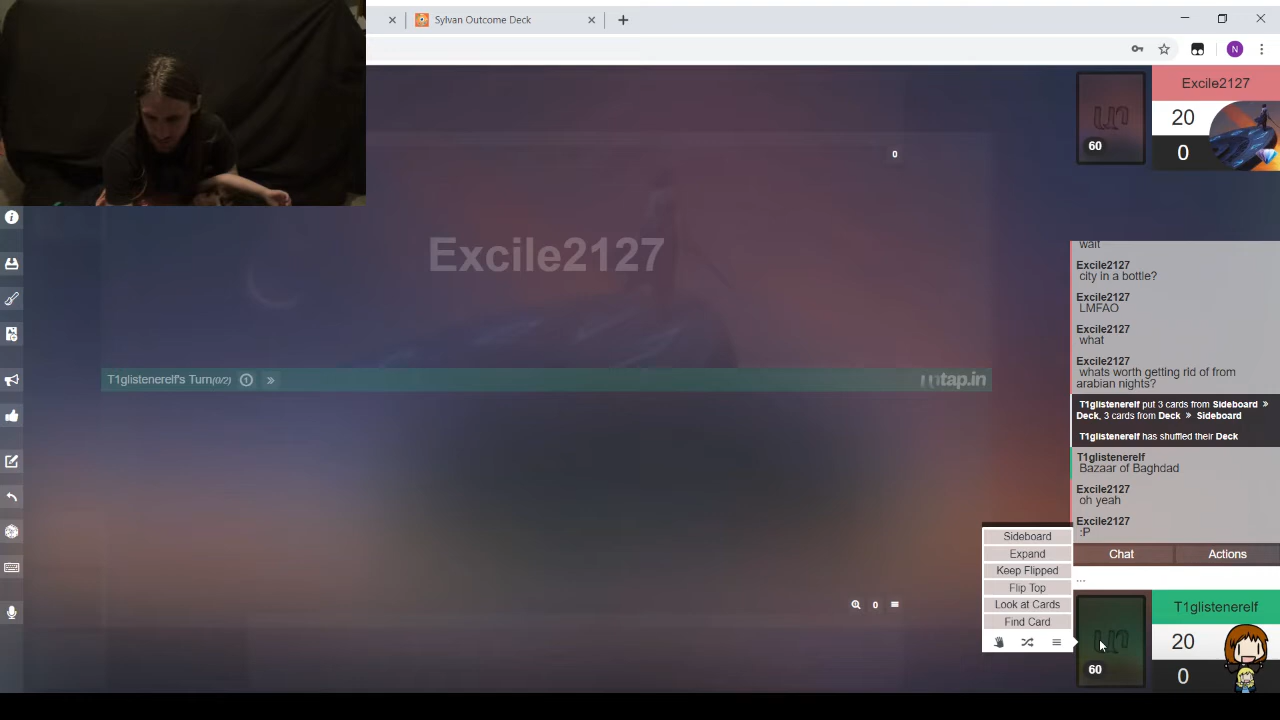 Sylvan Outcome Deck
N
Excile2127
20
60
0
0
Excile2127
wait
Excile2127
city in a bottle?
Excile2127
LMFAO
Excile2127
what
Excile2127
whats worth getting rid of from
arabian nights?
T1glistenerelf's Turn(0/2) 1
untap.in
T1glistenerelf put 3 cards from Sideboard »
Deck, 3 cards from Deck » Sideboard
T1glistenerelf has shuffled their Deck
T1glistenerelf
Bazaar of Baghdad
Excile2127
oh yeah
Excile2127
:P
Chat Actions
...
Sideboard
Expand
Keep Flipped
Flip Top
Look at Cards
Find Card
0
T1glistenerelf
20
60
0